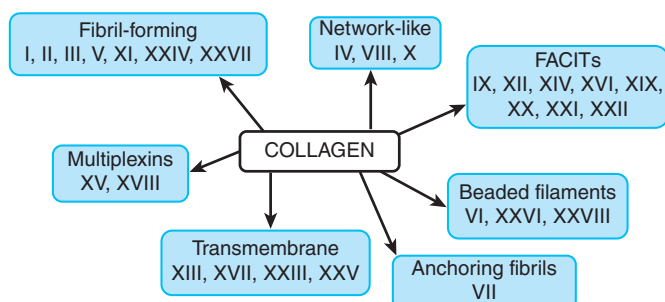 Fibril-forming
I, II, III, V, XI, XXIV, XXVII
Network-like
IV, VIII, X
FACITs
IX, XII, XIV, XVI, XIX,
XX, XXI, XXII
COLLAGEN
Multiplexins
XV, XVIII
Beaded filaments
VI, XXVI, XXVIII
Transmembrane
XIII, XVII, XXIII, XXV
Anchoring fibrils
VII